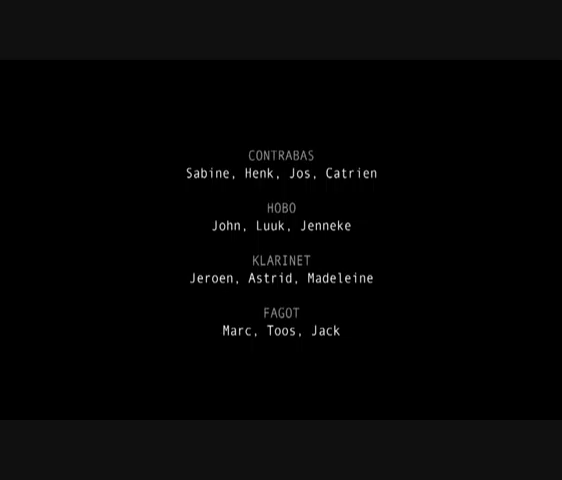 CONTRABAS
Sabine, Henk, Jos, Catrien
HOBO
John, Luuk, Jenneke
KLARINET
Jeroen, Astrid, Madeleine
FAGOT
Marc, Toos, Jack